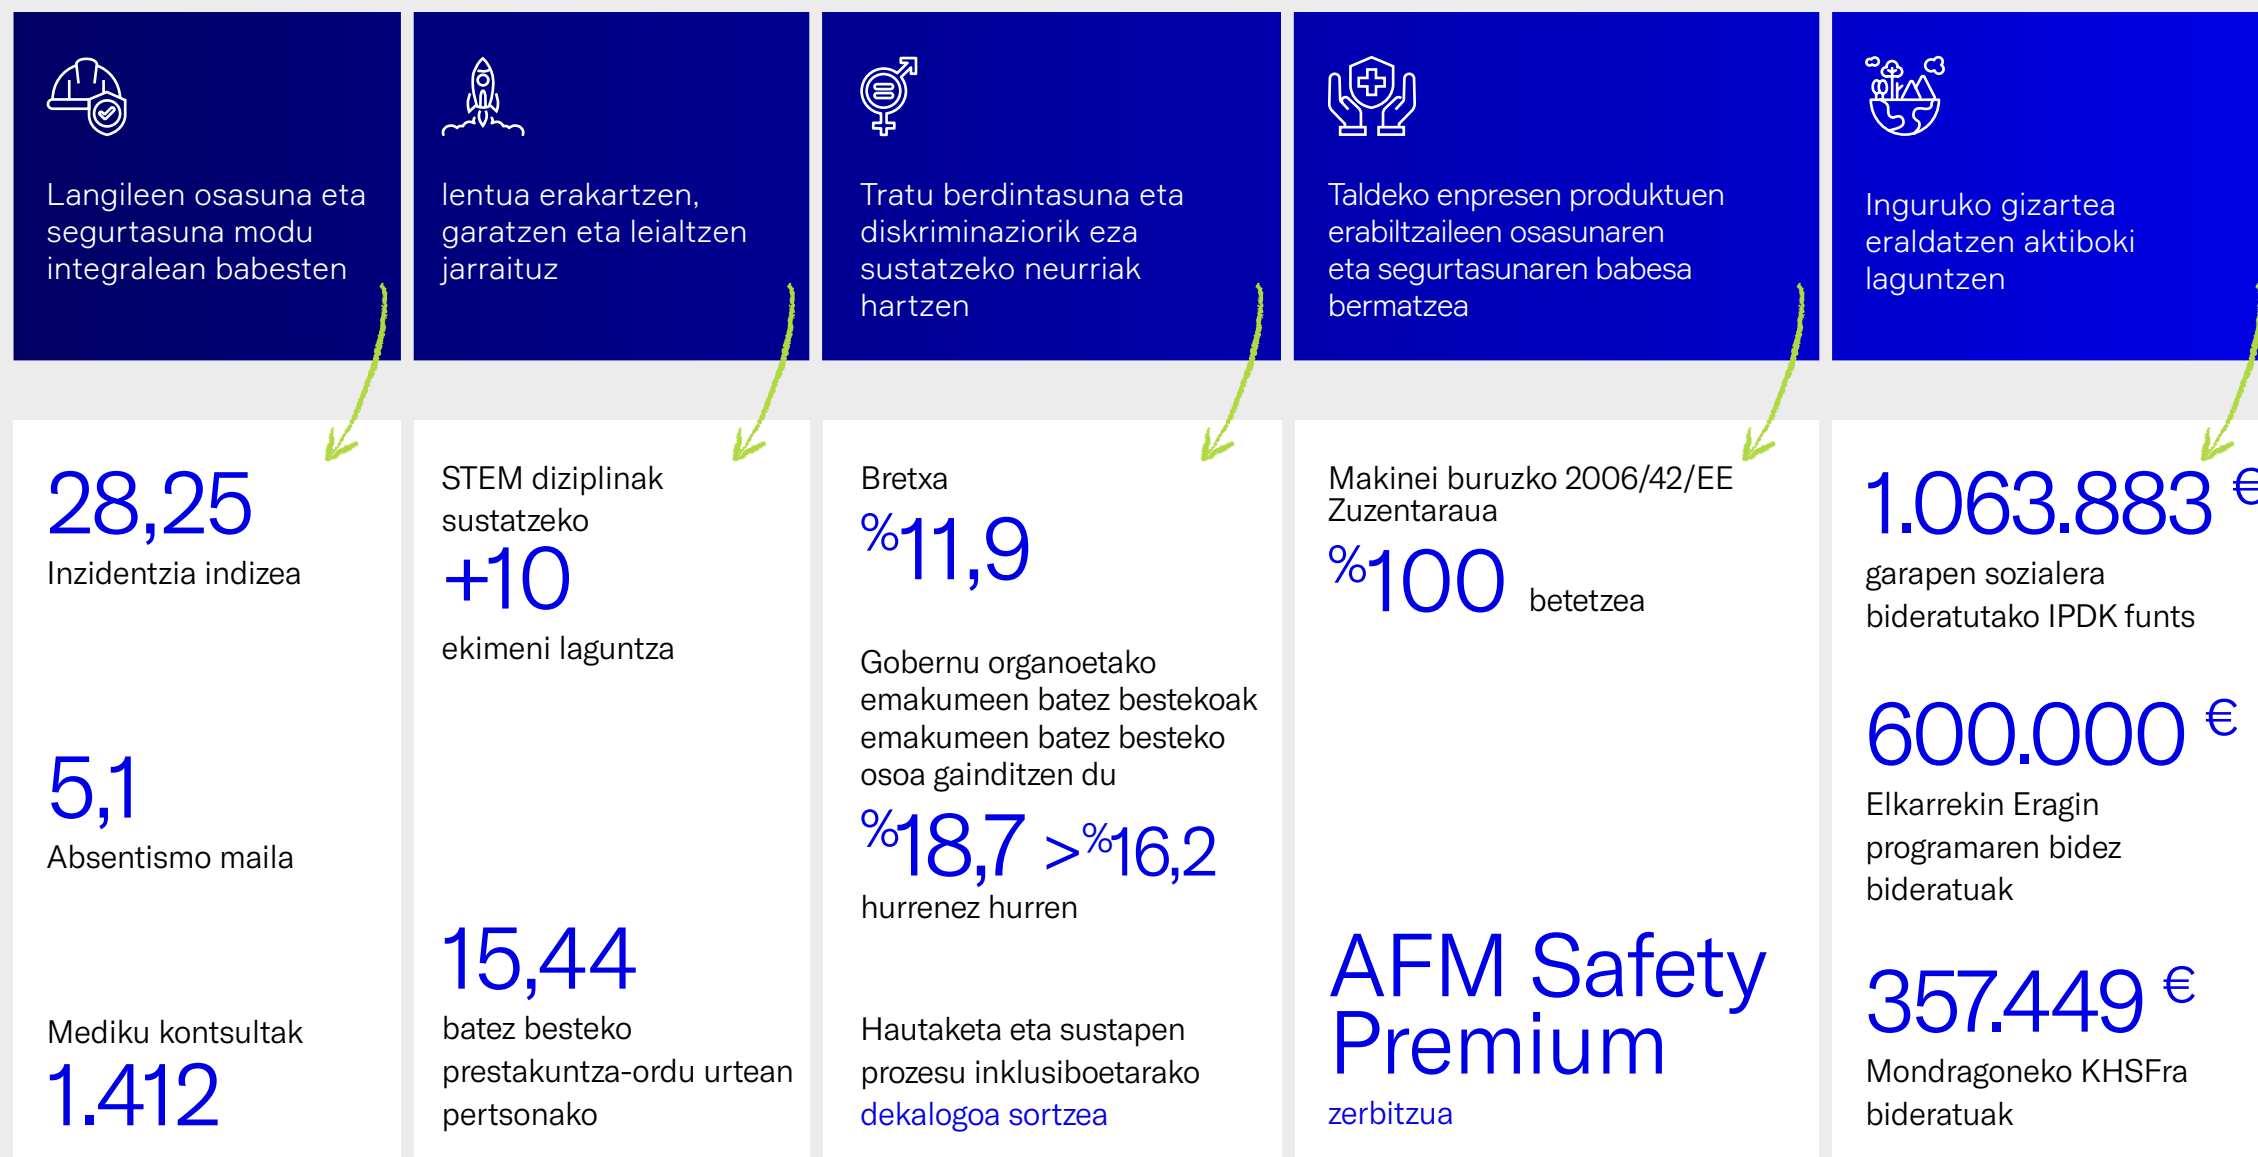 Langileen osasuna eta
segurtasuna modu
integralean babesten
lentua erakartzen,
garatzen eta leialtzen
jarraituz
Tratu berdintasuna eta
diskriminaziorik eza
sustatzeko neurriak
hartzen
Taldeko enpresen produktuen
erabiltzaileen osasunaren
eta segurtasunaren babesa
bermatzea
Inguruko gizartea
eraldatzen aktiboki
laguntzen
28,25
Inzidentzia indizea
5,1
Absentismo maila
Mediku kontsultak
1.412
STEM diziplinak
sustatzeko
+10
ekimeni laguntza
15,44
batez besteko
prestakuntza-ordu urtean
pertsonako
Bretxa
%11,9
Gobernu organoetako
emakumeen batez bestekoak
emakumeen batez besteko
osoa gainditzen du
%18,7 >%16,2
hurrenez hurren
Hautaketa eta sustapen
prozesu inklusiboetarako
dekalogoa sortzea
Makinei buruzko 2006/42/EE
Zuzentaraua
%100 betetzea
AFM Safety
Premium
zerbitzua
1.063.883 €
garapen sozialera
bideratutako IPDK funts
600.000 €
Elkarrekin Eragin
programaren bidez
bideratuak
357.449 €
Mondragoneko KHSFra
bideratuak